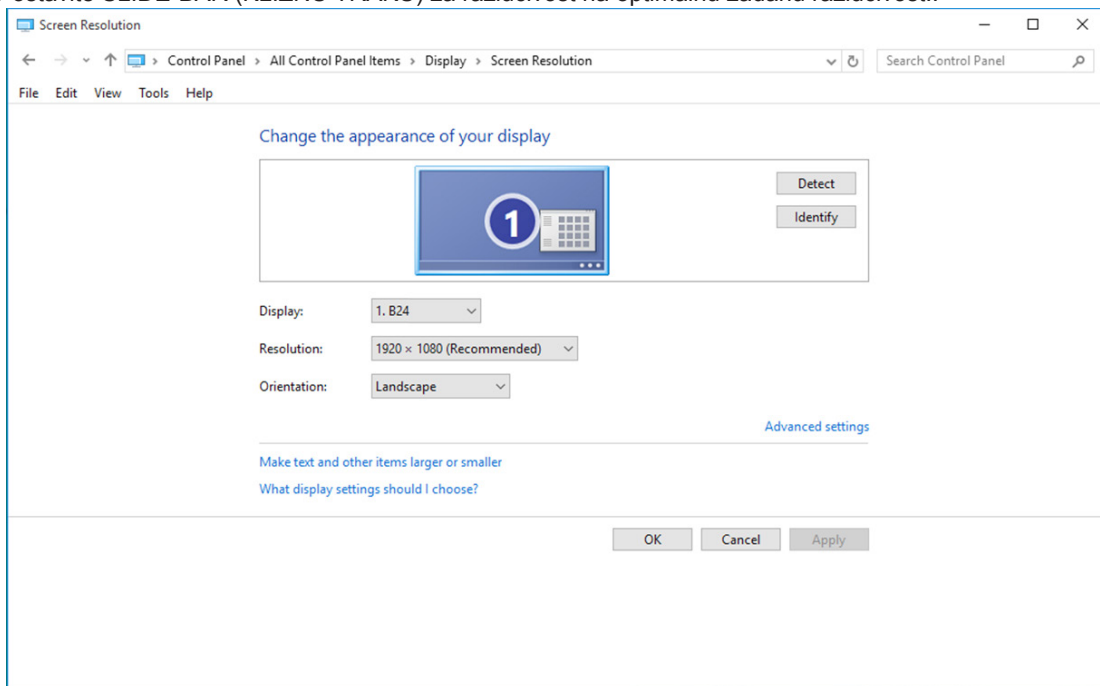 Screen Resolution
Control Panel > All Control Panel Items > Display > Screen Resolution
Search Control Panel
File Edit View Tools Help
Change the appearance of your display
1
Detect
Identify
Display: 1. B24
Resolution: 1920 × 1080 (Recommended)
Orientation: Landscape
Advanced settings
Make text and other items larger or smaller
What display settings should I choose?
OK Cancel Apply